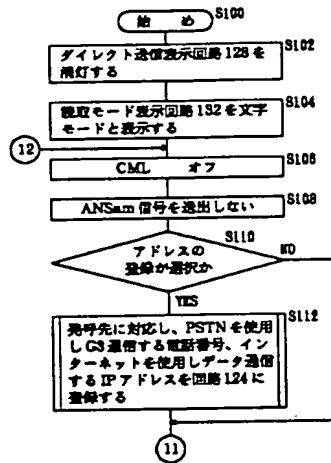 始 め S100
ダイレクト送信表示回路128を S102
消灯する
読取モード表示回路132を文字 S104
モードと表示する
12
CML オフ S106
ANSam 信号を送出しない S108
アドレスの S110
登録が選択か
NO
YES
発呼先に対応し、PSTNを使用 S112
しG3通信する電話番号、インタ
ーネットを使用しデータ通信
するIPアドレスを回路124に
登録する
11